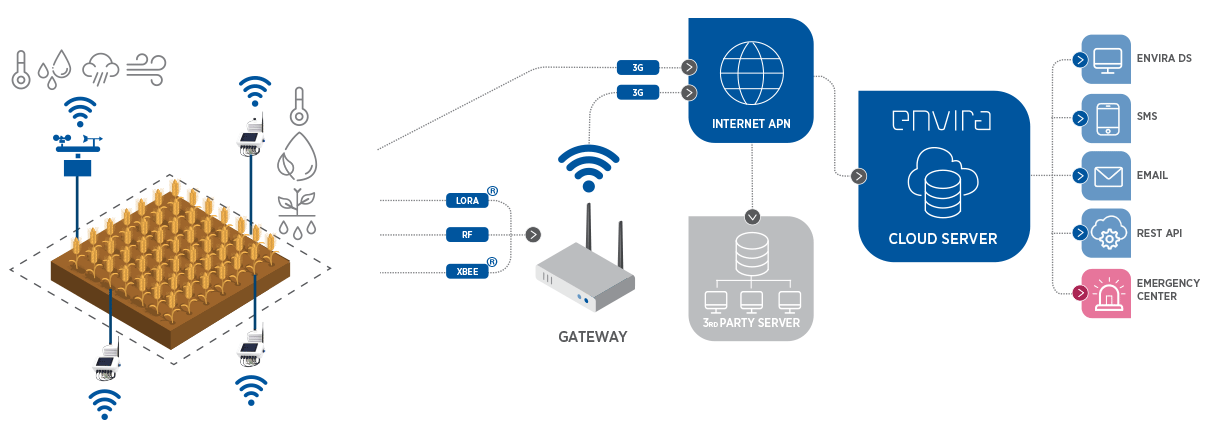 3G
3G
INTERNET APN
LORA ®
RF
XBEE ®
GATEWAY
3RD PARTY SERVER
envira
CLOUD SERVER
ENVIRA DS
SMS
EMAIL
REST API
EMERGENCY
CENTER